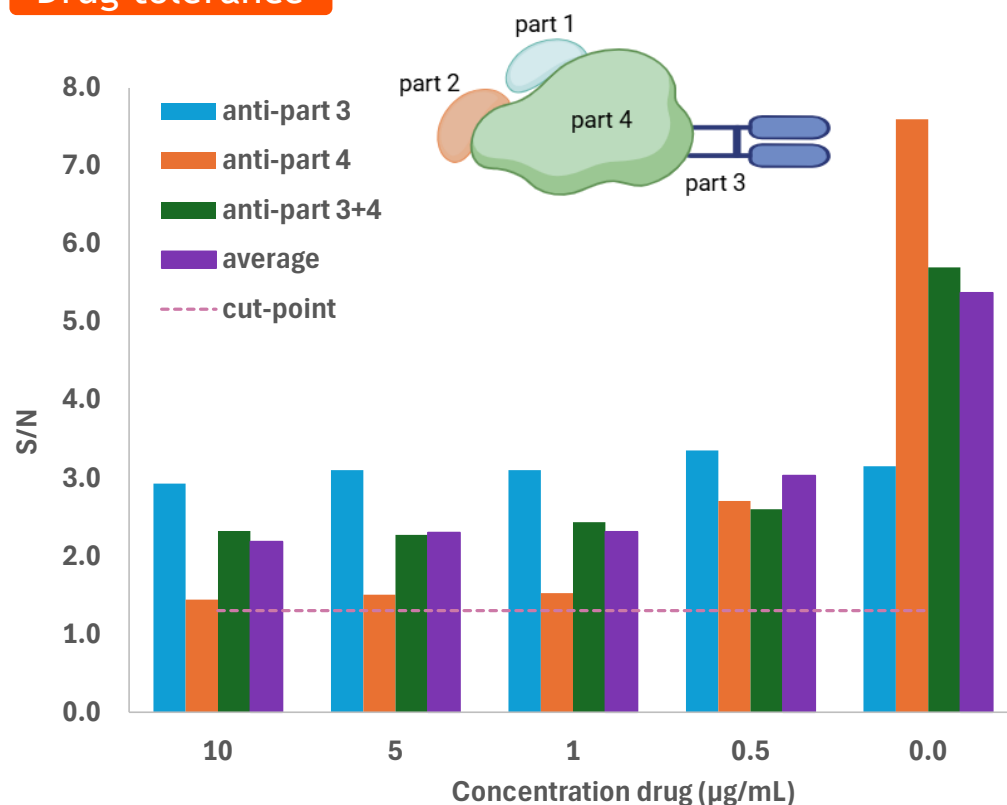 Drug tolerance
part 1
part 2
part 4
part 3
8.0
7.0
6.0
5.0
4.0
3.0
2.0
1.0
0.0
S/N
anti-part 3
anti-part 4
anti-part 3+4
average
cut-point
10
5
1
0.5
0.0
Concentration drug (µg/mL)